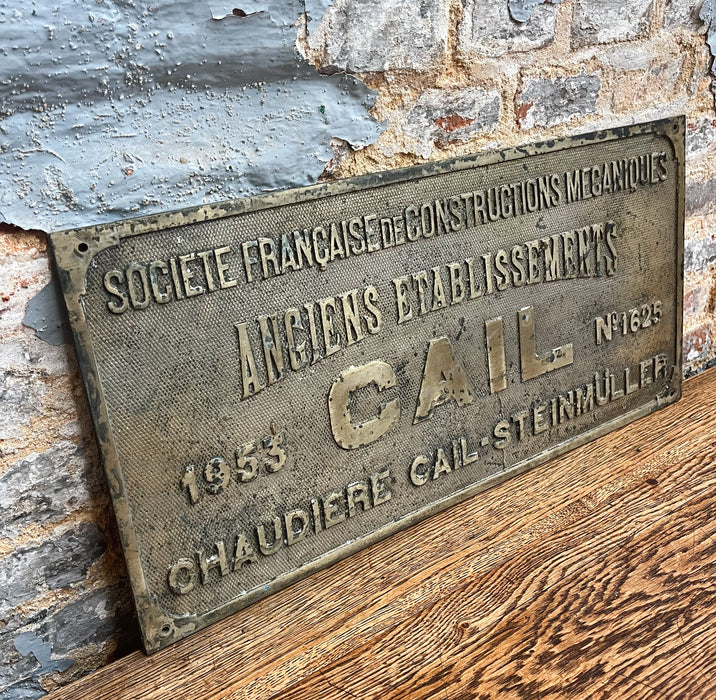 SOCIETE FRANÇAISE DE CONSTRUCTIONS MECANIQUES
ANCIENS ETABLISSEMENTS
CAIL
1953 Nº1625
CHAUDIERE CAIL-STEINMÜLLER